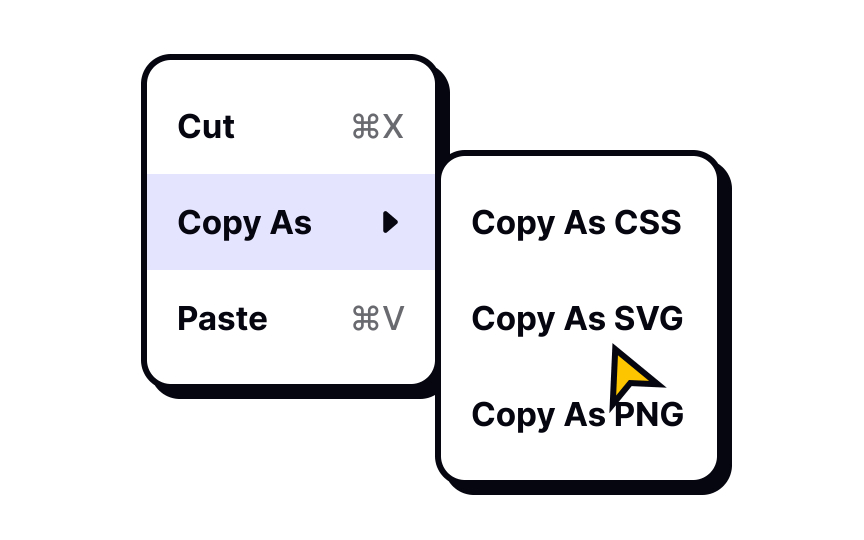 Cut ⌘X
Copy As
Paste ⌘V
Copy As CSS
Copy As SVG
Copy As PNG